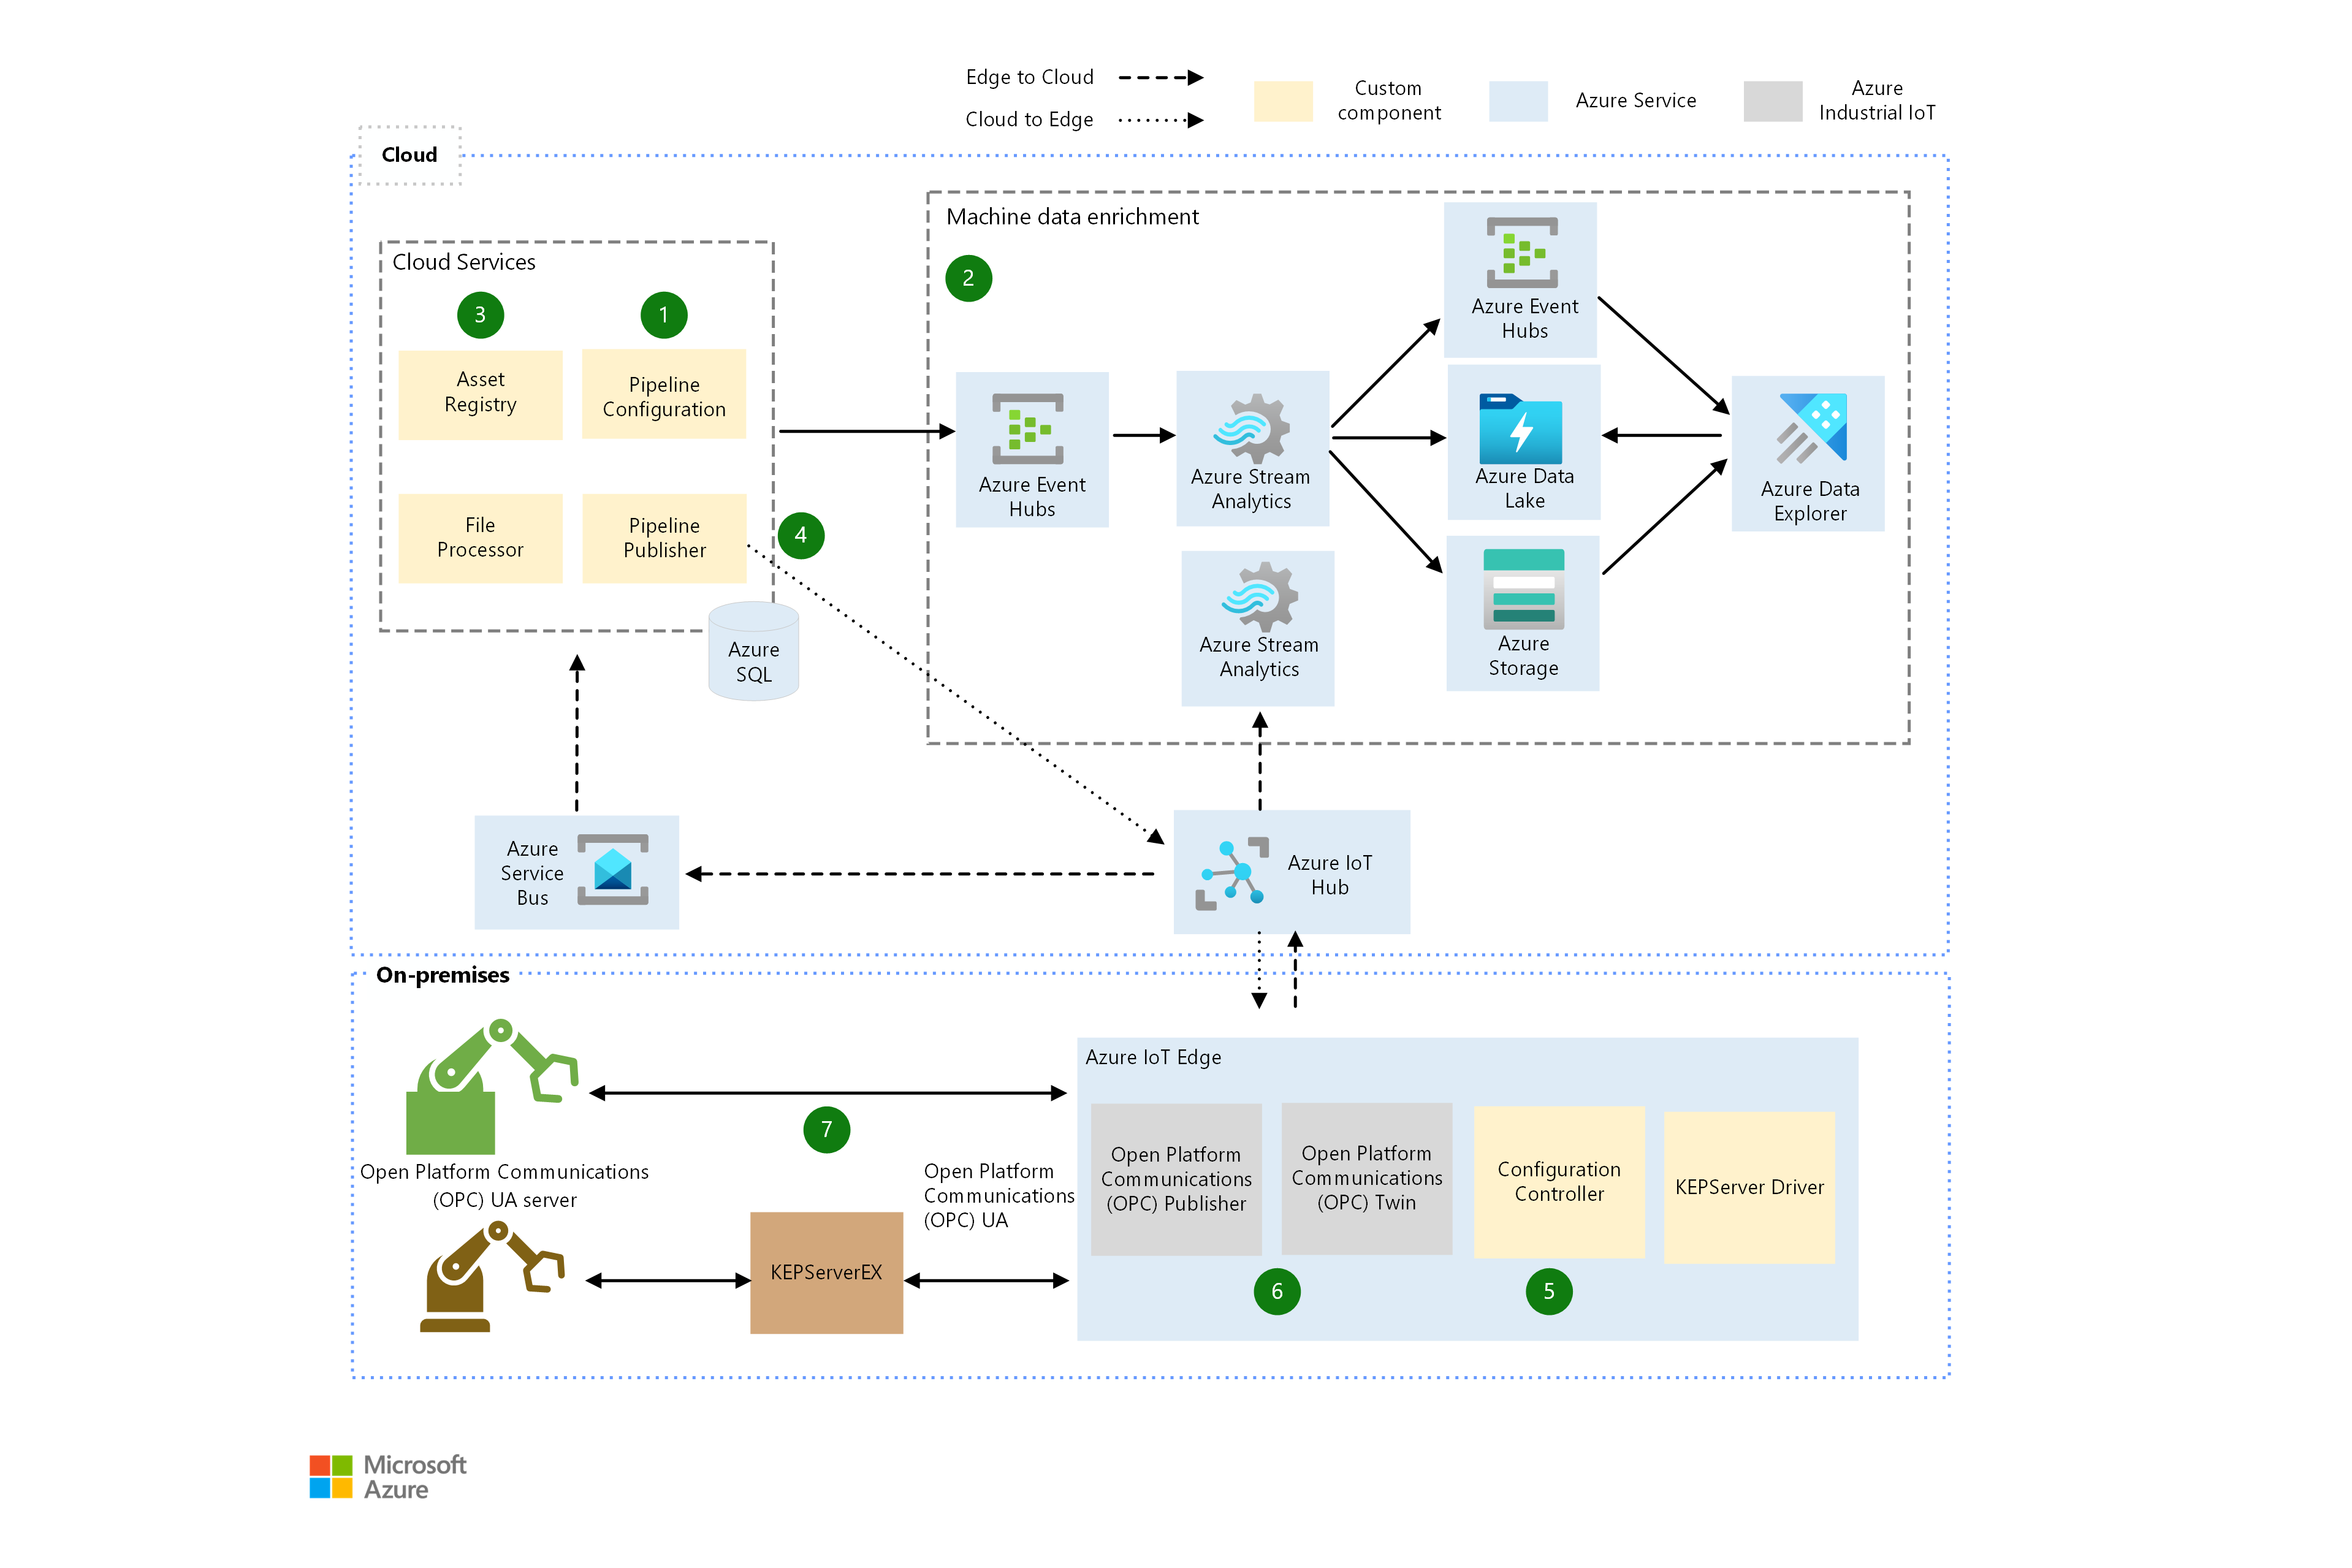 Edge to Cloud
Cloud to Edge
Custom
component
Azure Service
Azure
Industrial IoT
Cloud
Cloud Services
3
1
Asset
Registry
Pipeline
Configuration
File
Processor
Pipeline
Publisher
4
Azure
SQL
Machine data enrichment
2
Azure Event
Hubs
Azure Stream
Analytics
Azure Event
Hubs
Azure Data
Lake
Azure Data
Explorer
Azure Stream
Analytics
Azure
Storage
Azure
Service
Bus
Azure IoT
Hub
On-premises
Open Platform Communications
(OPC) UA server
7
Open Platform
Communications
(OPC) UA
KEPServerEX
Azure IoT Edge
Open Platform
Communications
(OPC) Publisher
Open Platform
Communications
(OPC) Twin
Configuration
Controller
KEPServer Driver
6
5
Microsoft
Azure